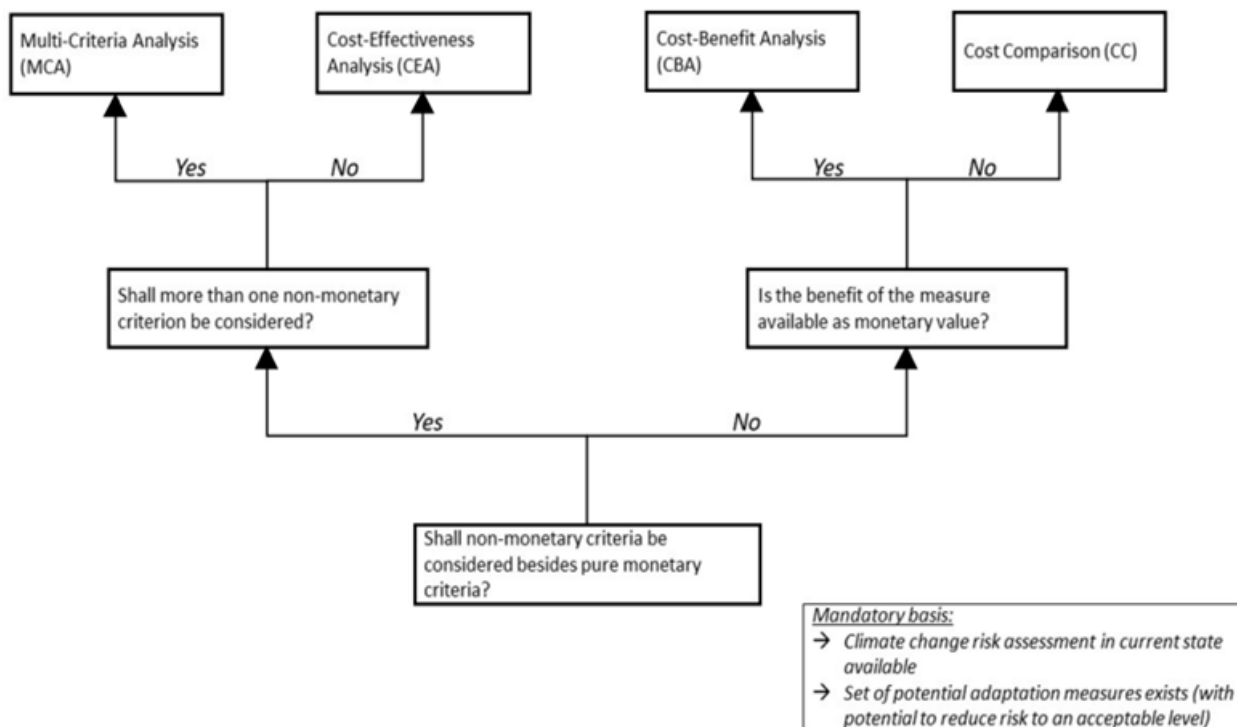 Multi-Criteria Analysis
(MCA)
Cost-Effectiveness
Analysis (CEA)
Cost-Benefit Analysis
(CBA)
Cost Comparison (CC)
Yes
No
Yes
No
Shall more than one non-monetary
criterion be considered?
Is the benefit of the measure
available as monetary value?
Yes
No
Shall non-monetary criteria be
considered besides pure monetary
criteria?
Mandatory basis:
→ Climate change risk assessment in current state
available
→ Set of potential adaptation measures exists (with
potential to reduce risk to an acceptable level)